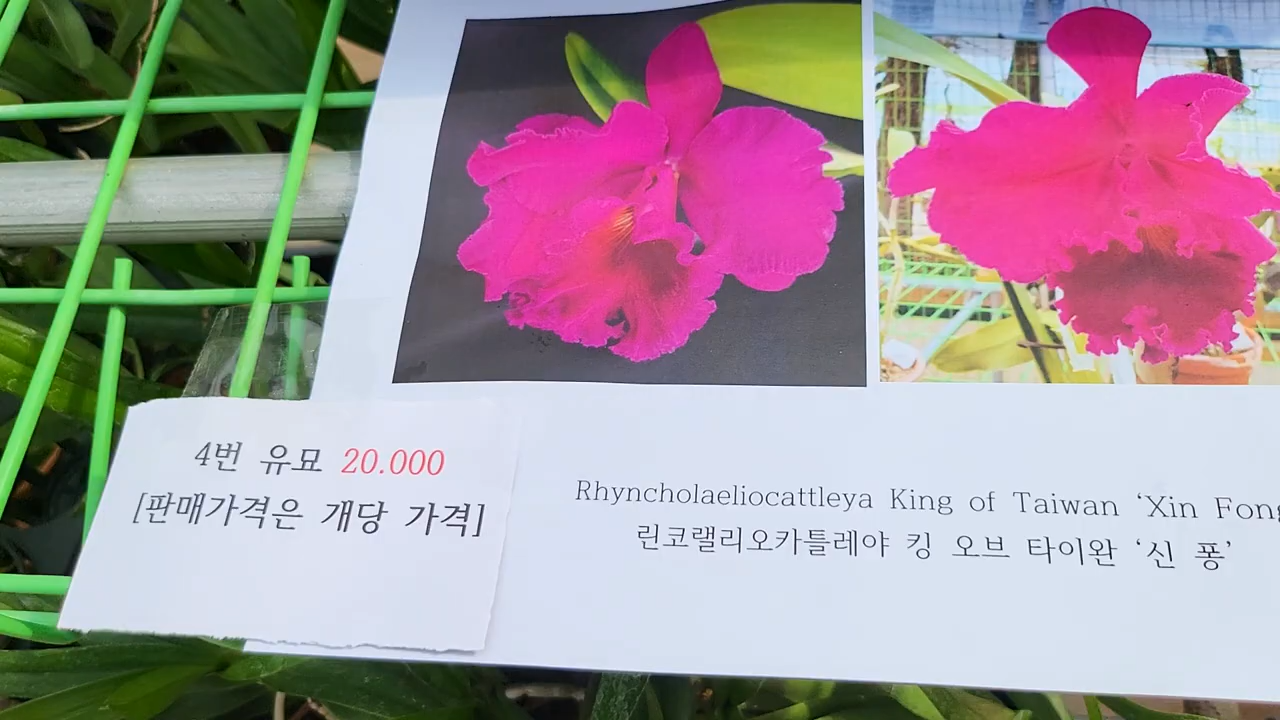 4번 유묘 20.000
[판매가격은 개당 가격]
Rhyncholaeliocattleya King of Taiwan ‘Xin Fong
린코랠리오카틀레야 킹 오브 타이완 ‘신 퐁’